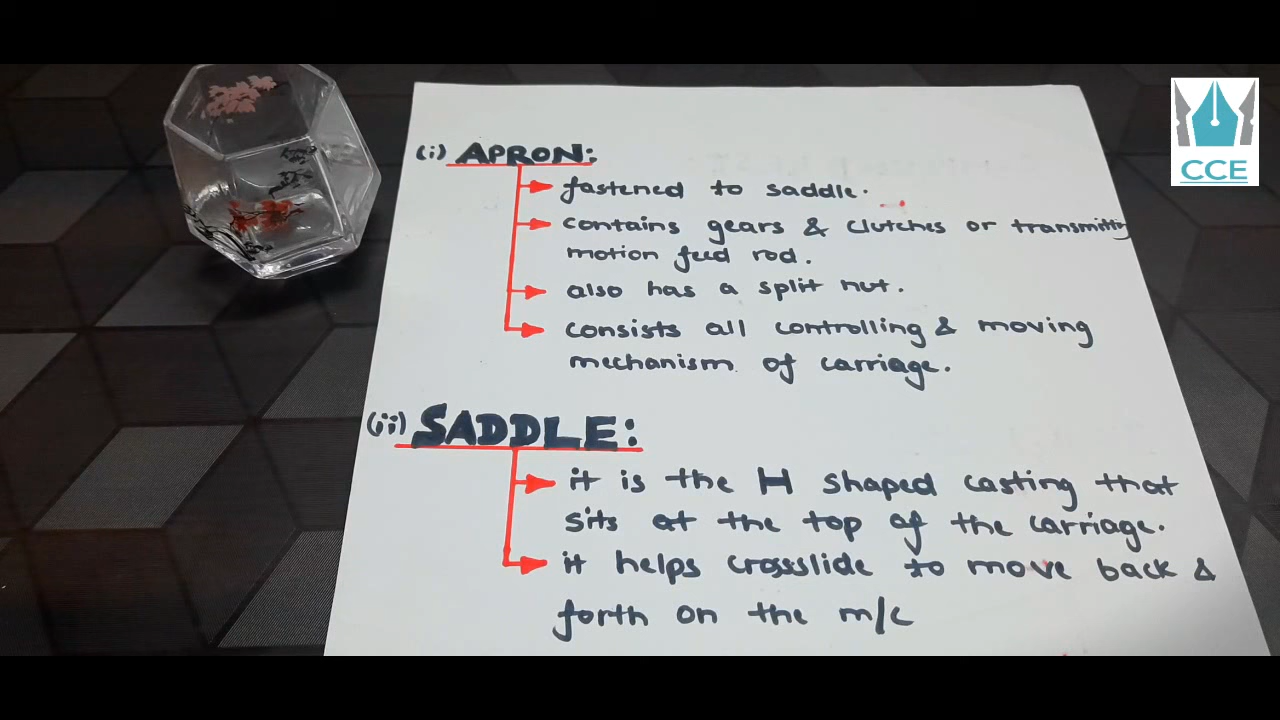 (i) APRON:
fastened to saddle.
contains gears & clutches or transmitting
motion feed rod.
also has a split nut.
consists all controlling & moving
mechanism of carriage.
(ii) SADDLE:
it is the H shaped casting that
sits at the top of the carriage.
it helps crossslide to move back &
forth on the m/c
CCE